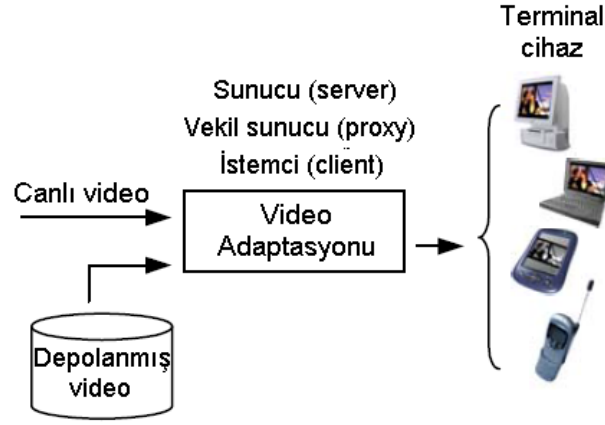 Terminal
cihaz
Sunucu (server)
Vekil sunucu (proxy)
İstemci (client)
Canlı video
Video
Adaptasyonu
Depolanmış
video